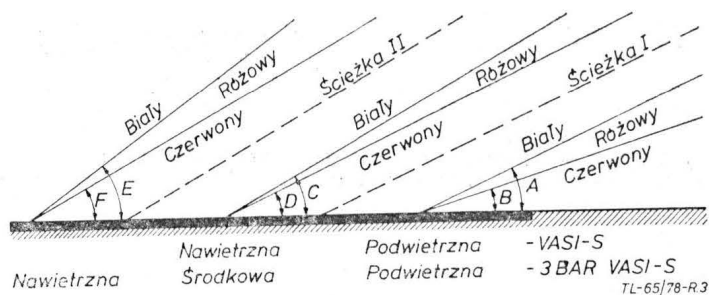 Biały
Różowy
Czerwony
Ścieżka II
Biały
Różowy
Czerwony
Ścieżka I
Biały
Różowy
Czerwony
F
E
D
C
B
A
Nawietrzna Podwietrzna - VASI-S
Nawietrzna Środkowa Podwietrzna - 3 BAR VASI-S
TL-65/78-R.3